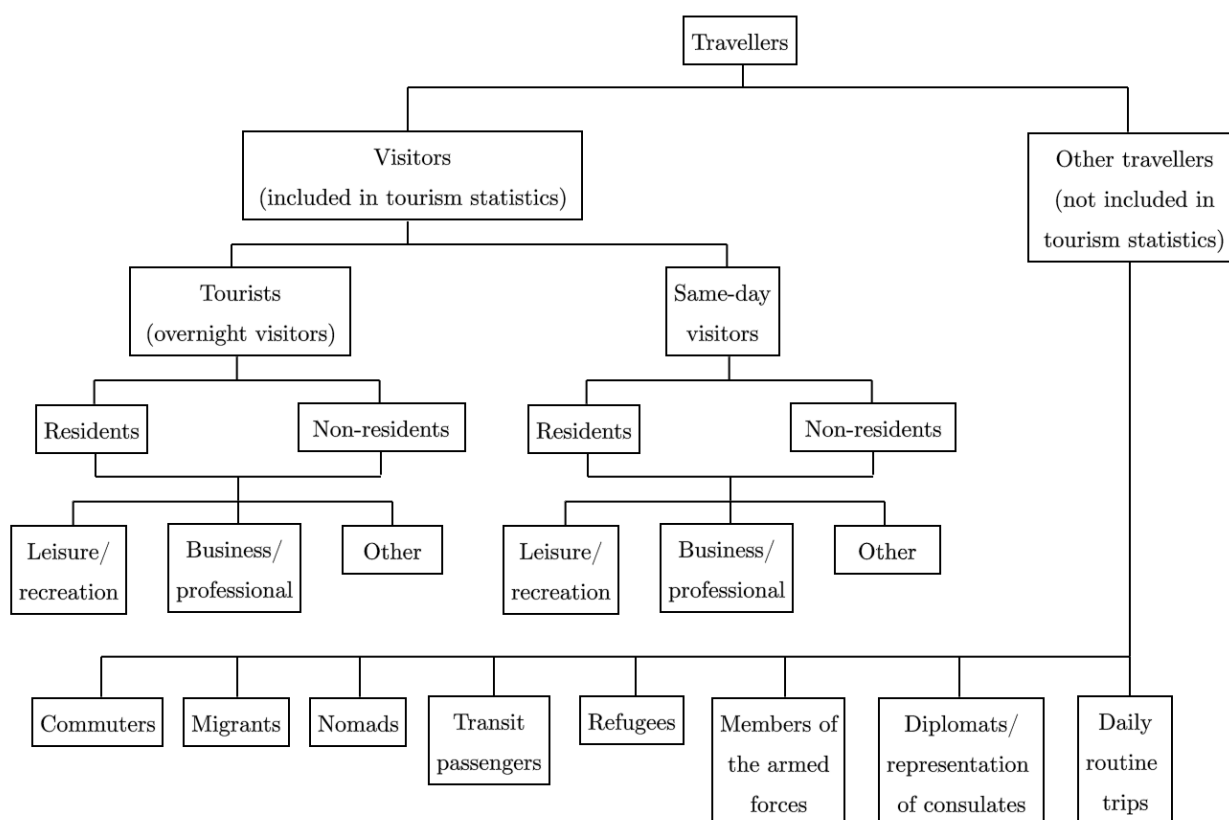 Travellers
Visitors
(included in tourism statistics)
Other travellers
(not included in
tourism statistics)
Tourists
(overnight visitors)
Same-day
visitors
Residents
Non-residents
Residents
Non-residents
Leisure/
recreation
Business/
professional
Other
Leisure/
recreation
Business/
professional
Other
Commuters
Migrants
Nomads
Transit
passengers
Refugees
Members of
the armed
forces
Diplomats/
representation
of consulates
Daily
routine
trips